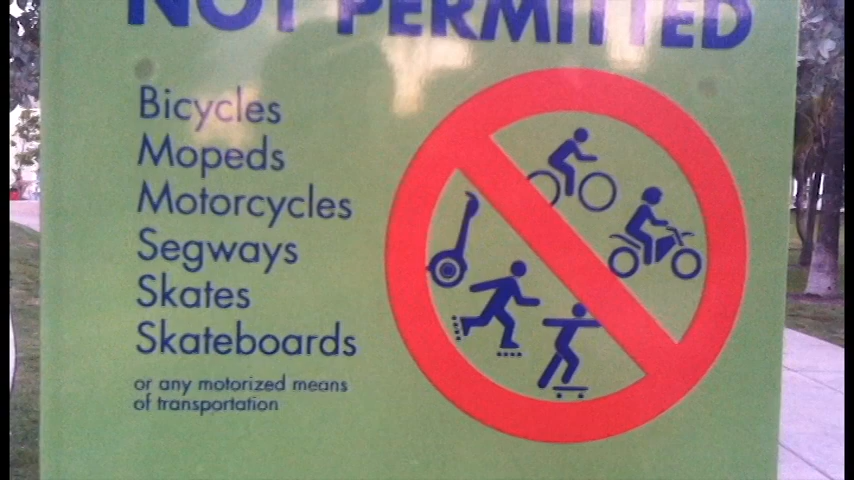 NOT PERMITTED
Bicycles
Mopeds
Motorcycles
Segways
Skates
Skateboards
or any motorized means
of transportation